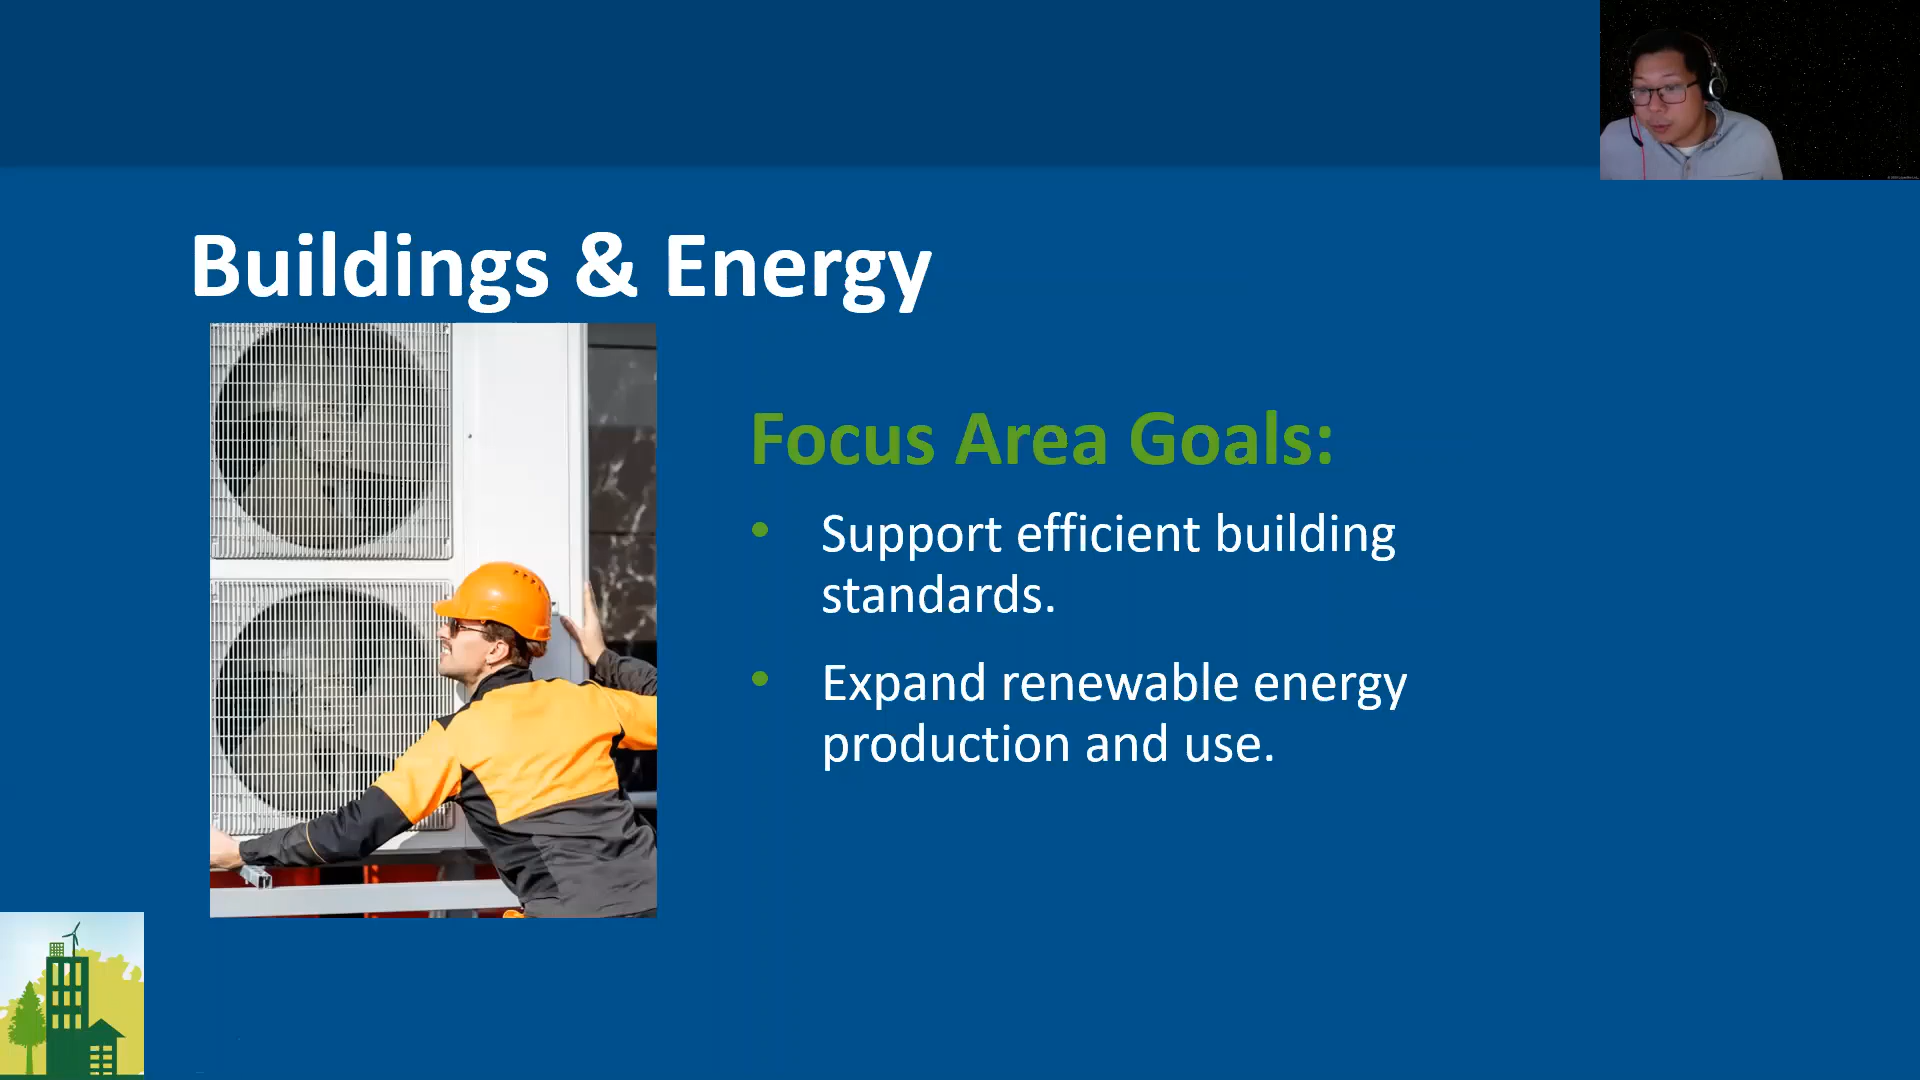 Buildings & Energy
Focus Area Goals:
• Support efficient building
standards.
• Expand renewable energy
production and use.